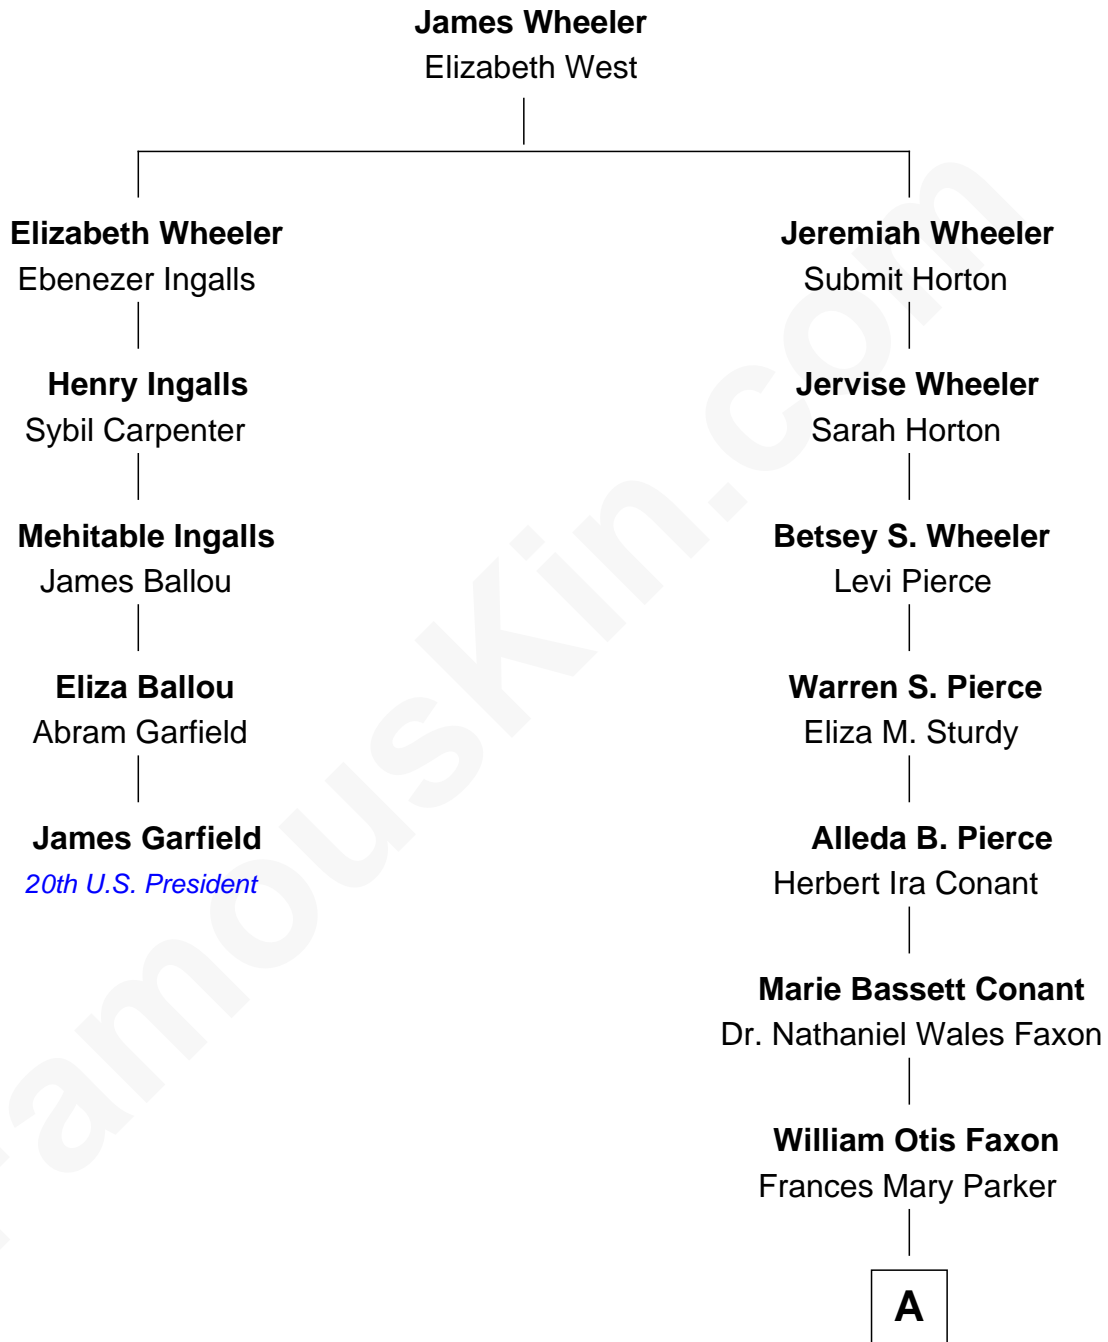 James Wheeler
Elizabeth West
Elizabeth Wheeler
Ebenezer Ingalls
Jeremiah Wheeler
Submit Horton
Henry Ingalls
Sybil Carpenter
Jervise Wheeler
Sarah Horton
Mehitable Ingalls
James Ballou
Betsey S. Wheeler
Levi Pierce
Eliza Ballou
Abram Garfield
Warren S. Pierce
Eliza M. Sturdy
James Garfield
20th U.S. President
Alleda B. Pierce
Herbert Ira Conant
Marie Bassett Conant
Dr. Nathaniel Wales Faxon
William Otis Faxon
Frances Mary Parker
A
FamousKin.com